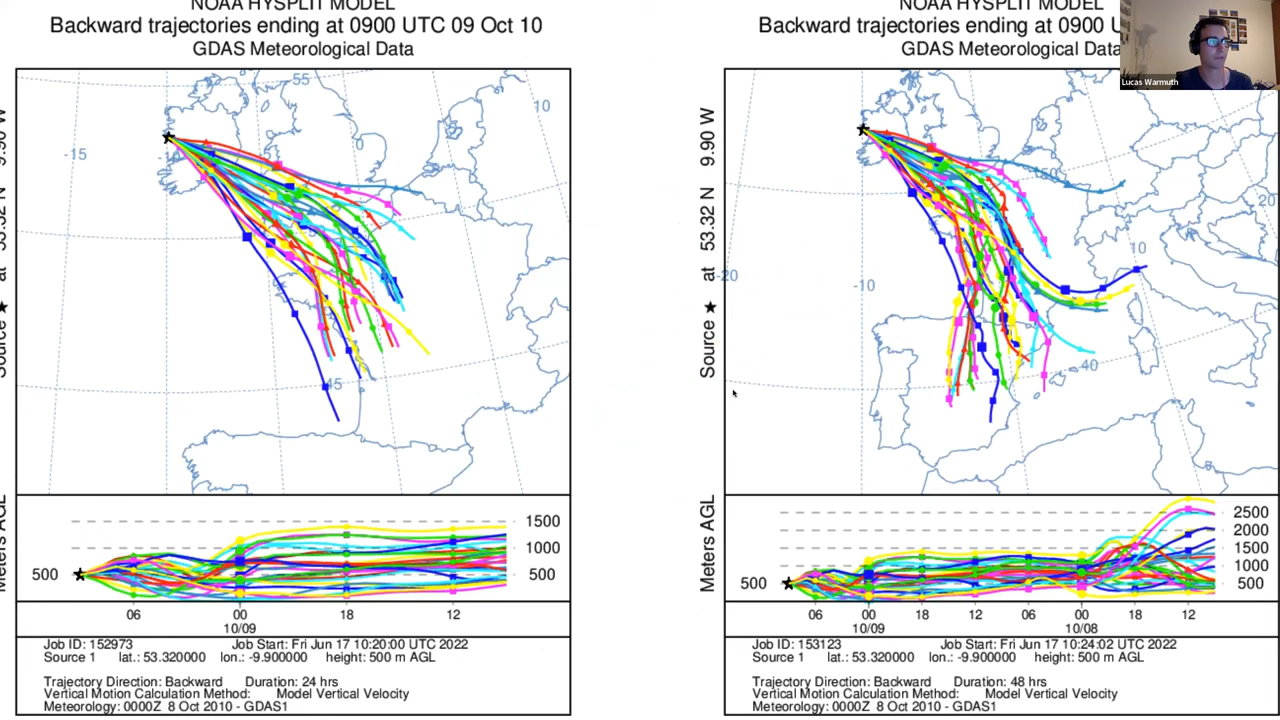 NOAA HYSPLIT MODEL
Backward trajectories ending at 0900 UTC 09 Oct 10
GDAS Meteorological Data
Source ★ at 53.32 N 9.90 W
55
10
0
-15
-10
45
Meters AGL
1500
1000
500
500
06
00
18
12
10/09
Job ID: 152973 Job Start: Fri Jun 17 10:20:00 UTC 2022
Source 1 lat.: 53.320000 lon.: -9.900000 height: 500 m AGL
Trajectory Direction: Backward Duration: 24 hrs
Vertical Motion Calculation Method: Model Vertical Velocity
Meteorology: 0000Z 8 Oct 2010 - GDAS1
NOAA HYSPLIT MODEL
Backward trajectories ending at 0900 U
GDAS Meteorological Data
Lucas Warmuth
Source ★ at 53.32 N 9.90 W
20
10
-20
-10
40
Meters AGL
2500
2000
1500
1000
500
500
06
00
18
12
06
00
18
12
10/09
10/08
Job ID: 153123 Job Start: Fri Jun 17 10:24:02 UTC 2022
Source 1 lat.: 53.320000 lon.: -9.900000 height: 500 m AGL
Trajectory Direction: Backward Duration: 48 hrs
Vertical Motion Calculation Method: Model Vertical Velocity
Meteorology: 0000Z 8 Oct 2010 - GDAS1